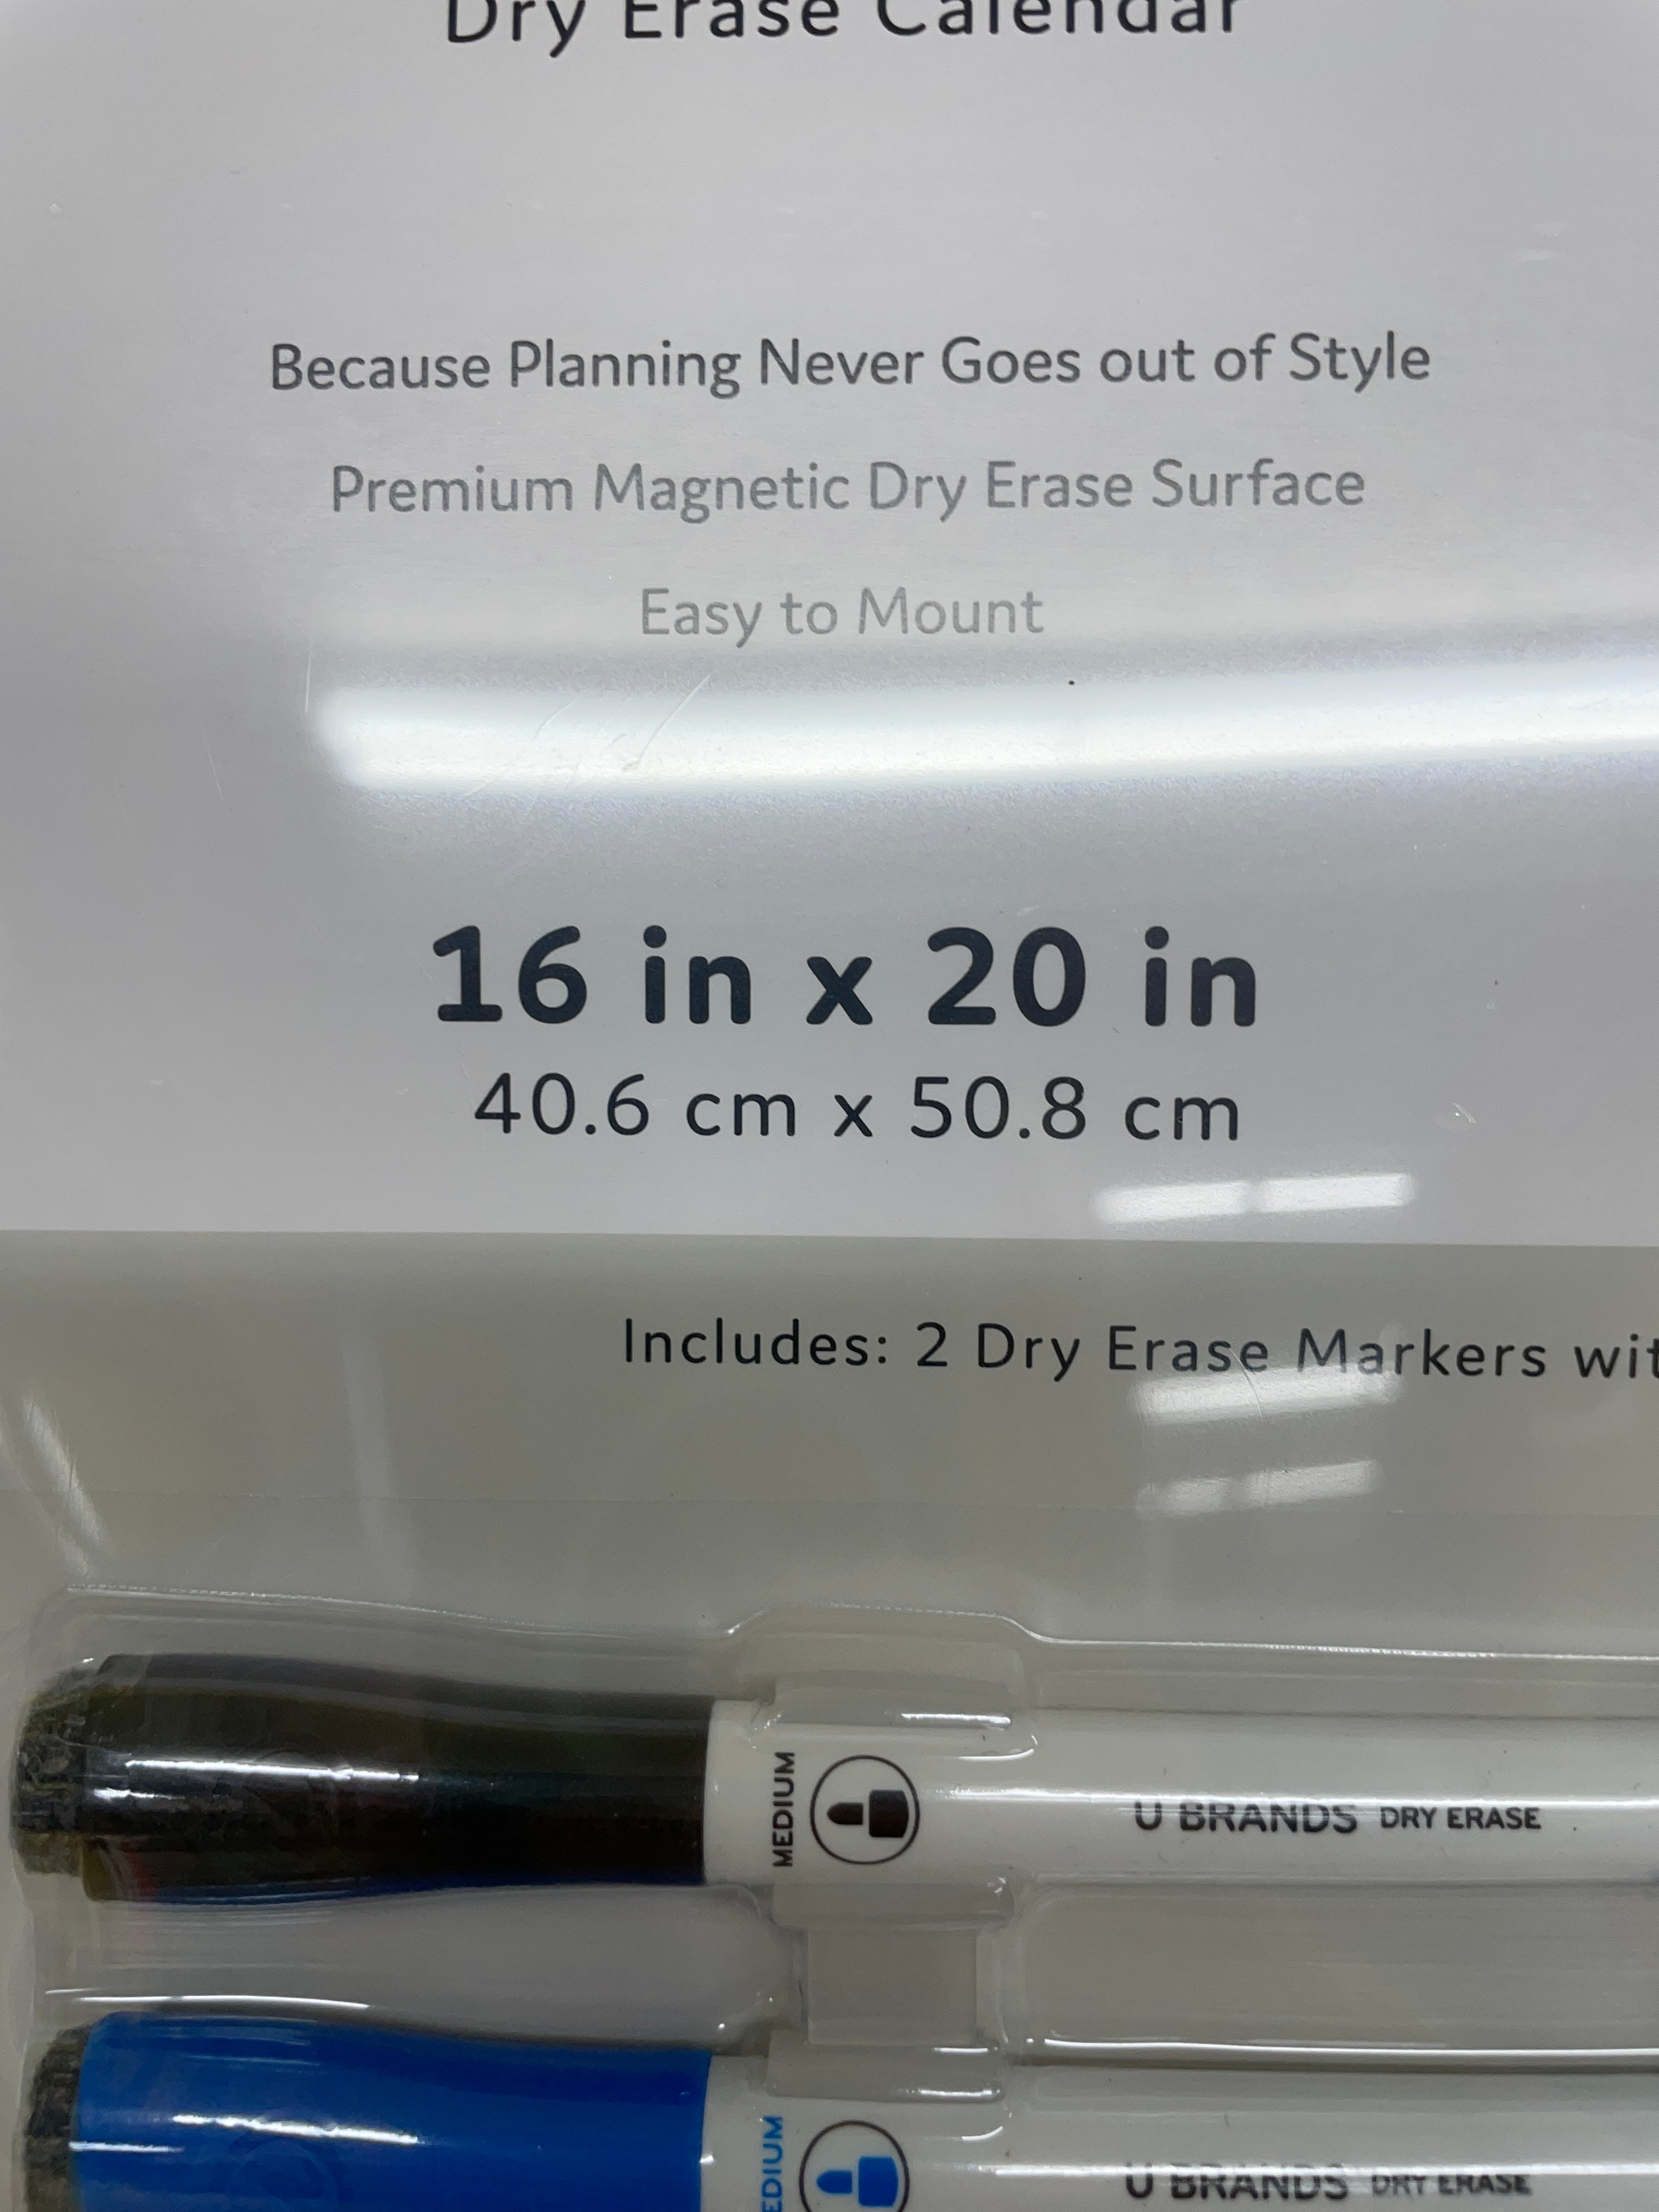 Dry Erase Calendar
Because Planning Never Goes out of Style
Premium Magnetic Dry Erase Surface
Easy to Mount
16 in x 20 in
40.6 cm x 50.8 cm
Includes: 2 Dry Erase Markers wit
MEDIUM
U BRANDS DRY ERASE
EDIUM
U BRANDS DRY ERASE